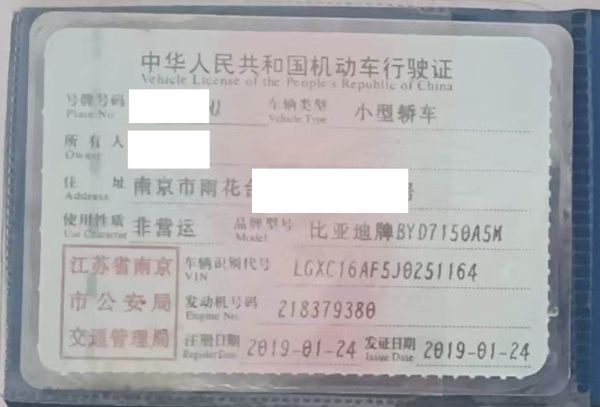 中华人民共和国机动车行驶证
Vehicle License of the People's Republic of China
号牌号码 U 车辆类型 小型轿车
Plate No. Vehicle Type
所有人
Owner
住址 南京市雨花台 号
Address
使用性质 非营运 品牌型号 比亚迪牌BYD7150A5M
Use Character Model
江苏省南京 车辆识别代号 LGXC16AF5J0251164
VIN
市公安局 发动机号码 218379380
Engine No.
交通管理局 注册日期 2019-01-24 发证日期 2019-01-24
Register Date Issue Date